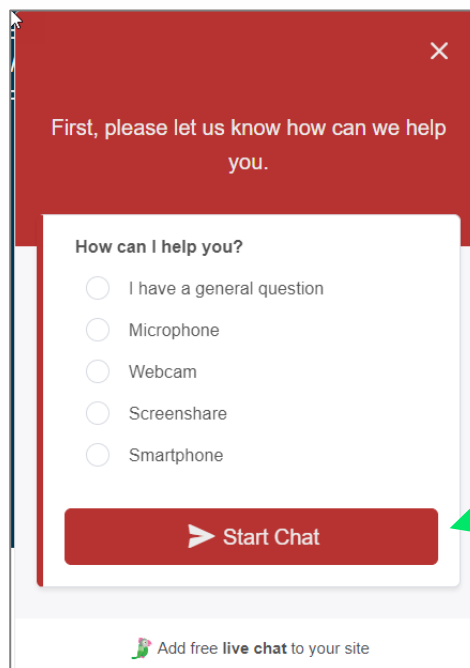 First, please let us know how can we help
you.
How can I help you?
I have a general question
Microphone
Webcam
Screenshare
Smartphone
Start Chat
Add free live chat to your site